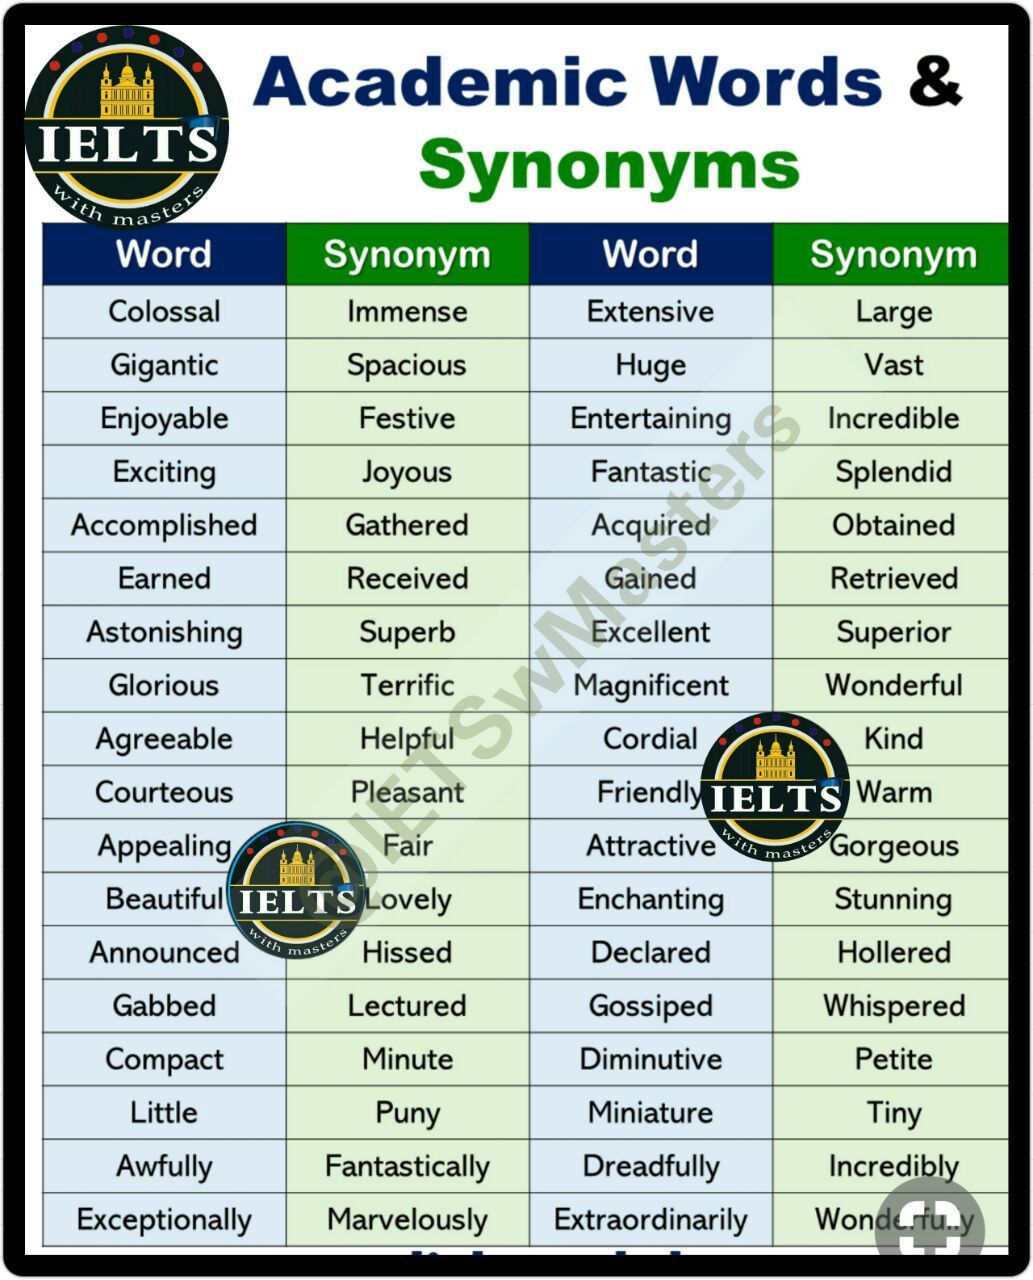 IELTS
with masters
Academic Words &
Synonyms
Word Synonym Word Synonym
Colossal Immense Extensive Large
Gigantic Spacious Huge Vast
Enjoyable Festive Entertaining Incredible
Exciting Joyous Fantastic Splendid
Accomplished Gathered Acquired Obtained
Earned Received Gained Retrieved
Astonishing Superb Excellent Superior
Glorious Terrific Magnificent Wonderful
Agreeable Helpful Cordial Kind
Courteous Pleasant Friendly Warm
IELTS
with masters
Appealing Fair Attractive Gorgeous
Beautiful Lovely Enchanting Stunning
IELTS
with masters
Announced Hissed Declared Hollered
Gabbed Lectured Gossiped Whispered
Compact Minute Diminutive Petite
Little Puny Miniature Tiny
Awfully Fantastically Dreadfully Incredibly
Exceptionally Marvelously Extraordinarily Wonderfully
@IETSwMasters